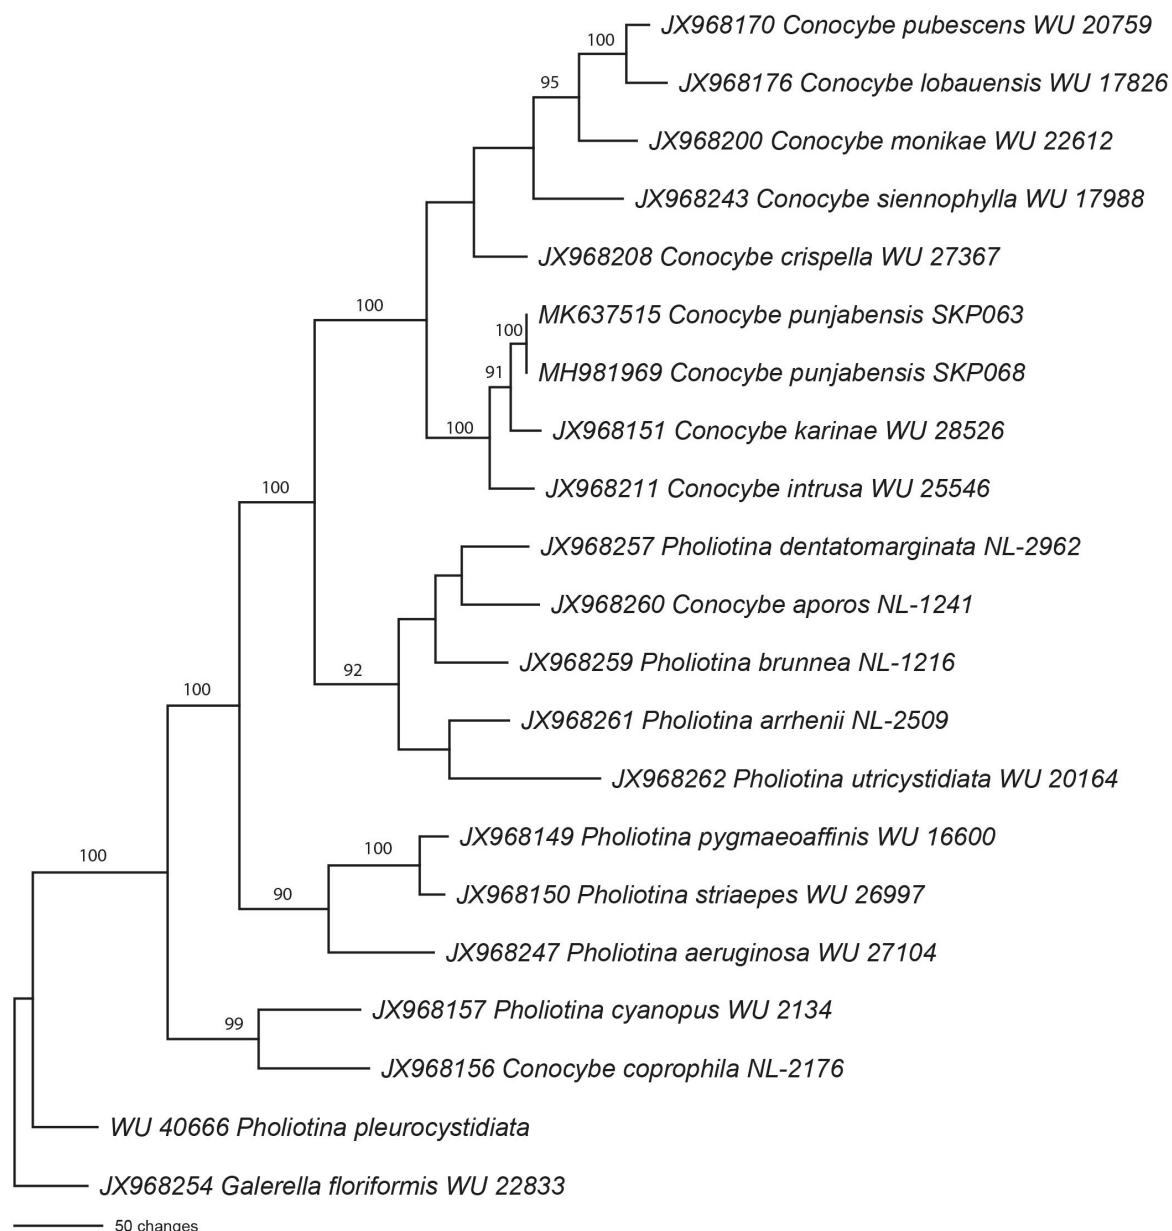 JX968170 Conocybe pubescens WU 20759
100
JX968176 Conocybe lobauensis WU 17826
95
JX968200 Conocybe monikae WU 22612
JX968243 Conocybe siennophylla WU 17988
JX968208 Conocybe crispella WU 27367
100
MK637515 Conocybe punjabensis SKP063
100
MH981969 Conocybe punjabensis SKP068
91
JX968151 Conocybe karinae WU 28526
100
JX968211 Conocybe intrusa WU 25546
100
JX968257 Pholiotina dentatomarginata NL-2962
JX968260 Conocybe aporos NL-1241
JX968259 Pholiotina brunnea NL-1216
92
100
JX968261 Pholiotina arrhenii NL-2509
JX968262 Pholiotina utricystidiata WU 20164
JX968149 Pholiotina pygmaeoaffinis WU 16600
100
100
JX968150 Pholiotina striaepes WU 26997
90
JX968247 Pholiotina aeruginosa WU 27104
JX968157 Pholiotina cyanopus WU 2134
99
JX968156 Conocybe coprophila NL-2176
WU 40666 Pholiotina pleurocystidiata
JX968254 Galerella floriformis WU 22833
50 changes